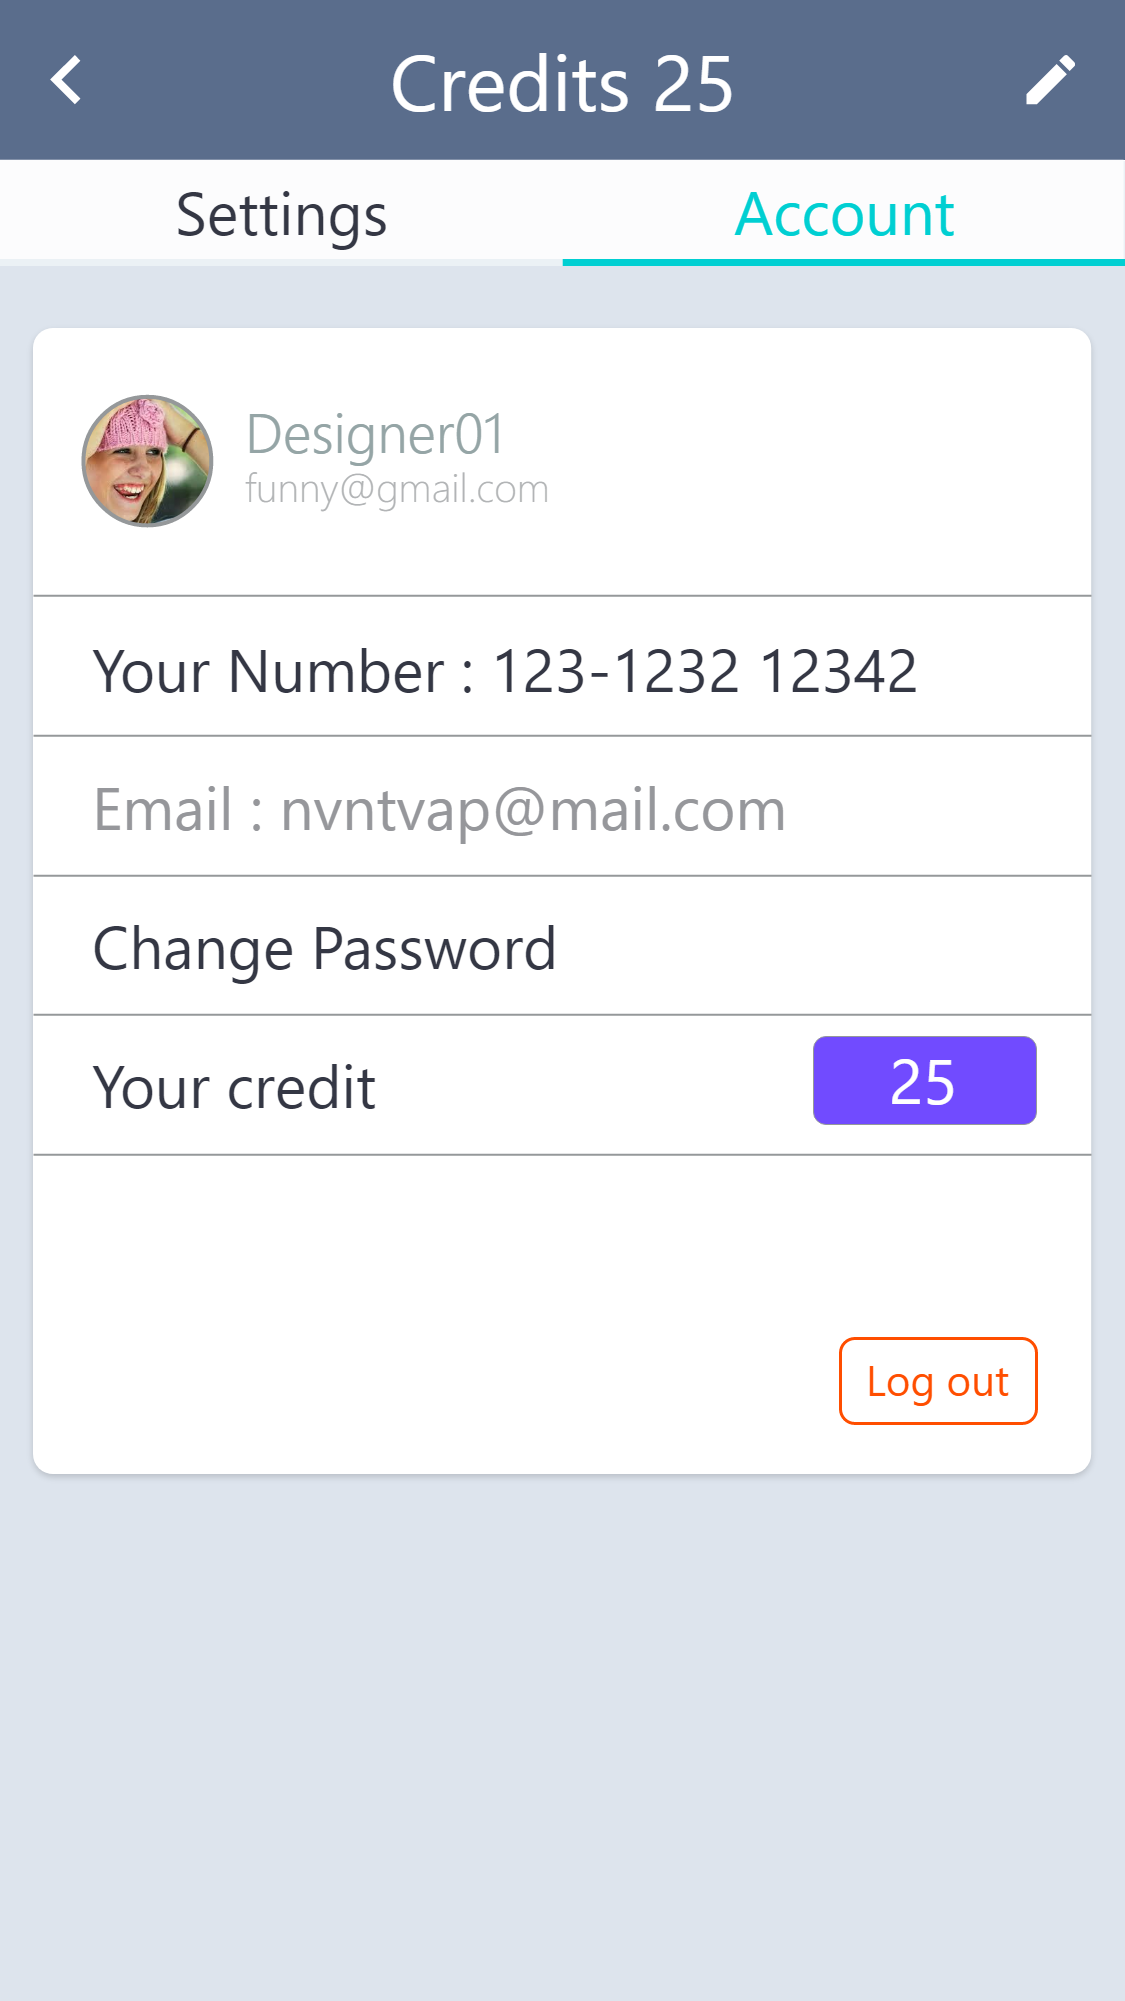 Credits 25
Settings
Account
Designer01
funny@gmail.com
Your Number : 123-1232 12342
Email : nvntvap@mail.com
Change Password
Your credit
25
Log out